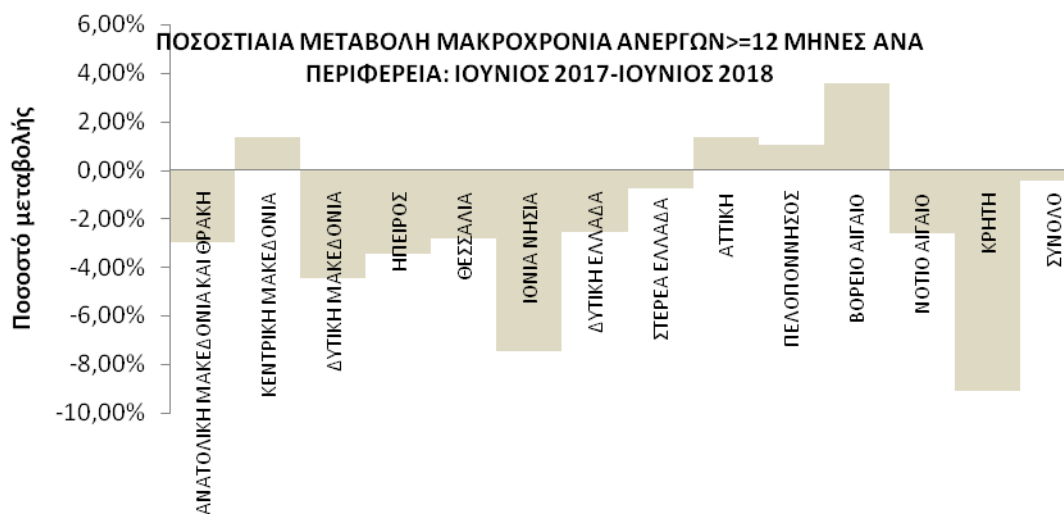 ΠΟΣΟΣΤΙΑΙΑ ΜΕΤΑΒΟΛΗ ΜΑΚΡΟΧΡΟΝΙΑ ΑΝΕΡΓΩΝ>=12 ΜΗΝΕΣ ΑΝΑ
ΠΕΡΙΦΕΡΕΙΑ: ΙΟΥΝΙΟΣ 2017-ΙΟΥΝΙΟΣ 2018
Ποσοστό μεταβολής
6,00%
4,00%
2,00%
0,00%
-2,00%
-4,00%
-6,00%
-8,00%
-10,00%
ΑΝΑΤΟΛΙΚΗ ΜΑΚΕΔΟΝΙΑ ΚΑΙ ΘΡΑΚΗ
ΚΕΝΤΡΙΚΗ ΜΑΚΕΔΟΝΙΑ
ΔΥΤΙΚΗ ΜΑΚΕΔΟΝΙΑ
ΗΠΕΙΡΟΣ
ΘΕΣΣΑΛΙΑ
ΙΟΝΙΑ ΝΗΣΙΑ
ΔΥΤΙΚΗ ΕΛΛΑΔΑ
ΣΤΕΡΕΑ ΕΛΛΑΔΑ
ΑΤΤΙΚΗ
ΠΕΛΟΠΟΝΝΗΣΟΣ
ΒΟΡΕΙΟ ΑΙΓΑΙΟ
ΝΟΤΙΟ ΑΙΓΑΙΟ
ΚΡΗΤΗ
ΣΥΝΟΛΟ